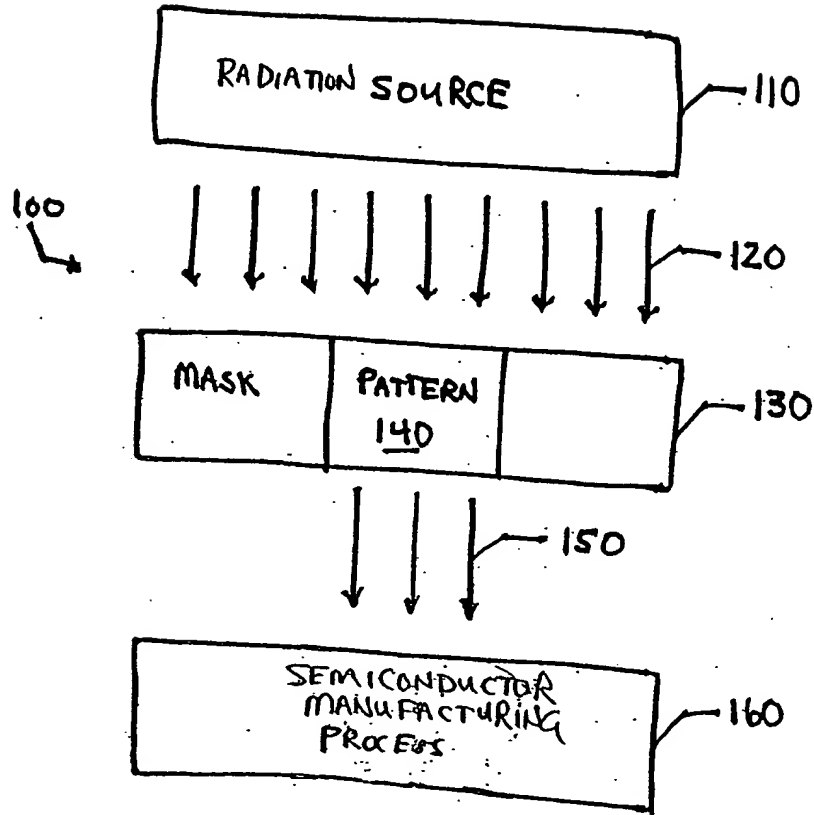 RADIATION SOURCE
110
100
120
MASK
PATTERN
140
130
150
SEMICONDUCTOR
MANUFACTURING
PROCESS
160